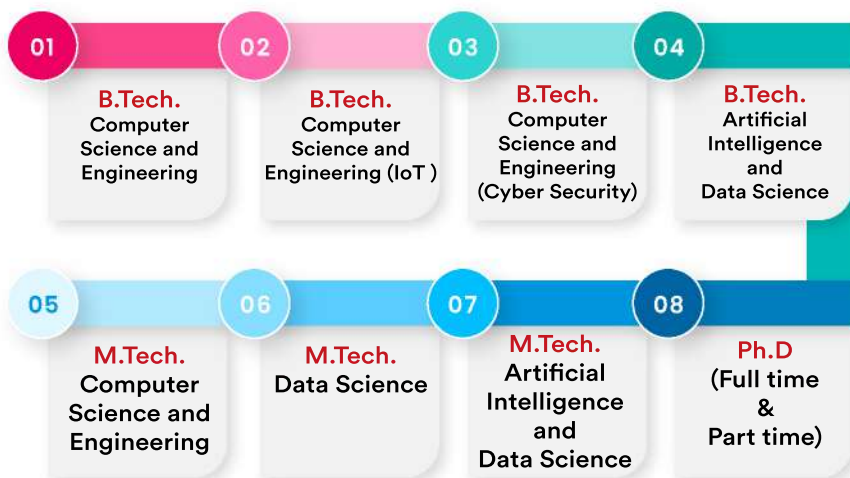 01
B.Tech.
Computer
Science and
Engineering
02
B.Tech.
Computer
Science and
Engineering (IoT )
03
B.Tech.
Computer
Science and
Engineering
(Cyber Security)
04
B.Tech.
Artificial
Intelligence
and
Data Science
05
M.Tech.
Computer
Science and
Engineering
06
M.Tech.
Data Science
07
M.Tech.
Artificial
Intelligence
and
Data Science
08
Ph.D
(Full time
&
Part time)